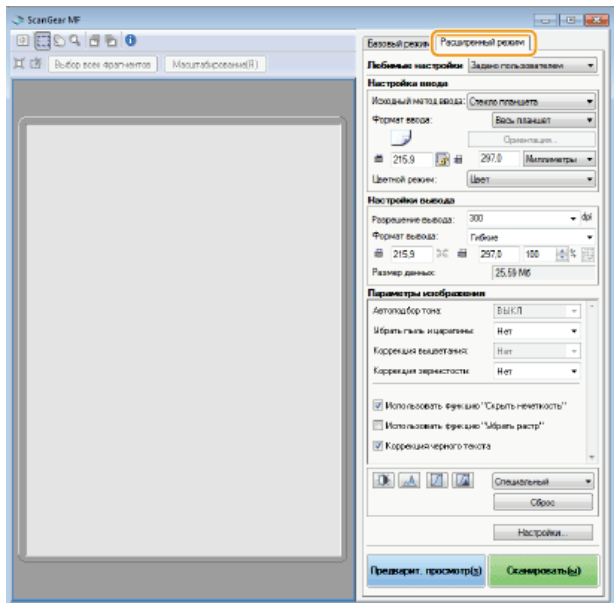 ScanGear MF
Выбор всех фрагментов Масштабирование(Я)
Базовый режим Расширенный режим
Любимые настройки Задано пользователем
Настройка ввода
Исходный метод ввода: Стекло планшета
Формат ввода: Весь планшет
Ориентация...
215,9 297,0 Миллиметры
Цветной режим: Цвет
Настройки вывода
Разрешение вывода: 300 dpi
Формат вывода: Гибкие
215,9 297,0 100 %
Размер данных: 25,59 Мб
Параметры изображения
Автоподбор тона: ВЫКЛ
Убрать пыль и царапины: Нет
Коррекция выцветания: Нет
Коррекция зернистости: Нет
Использовать функцию "Скрыть нечеткость"
Использовать функцию "Убрать растр"
Коррекция черного текста
Специальный
Сброс
Настройки...
Предварит. просмотр(з) Сканировать(ы)